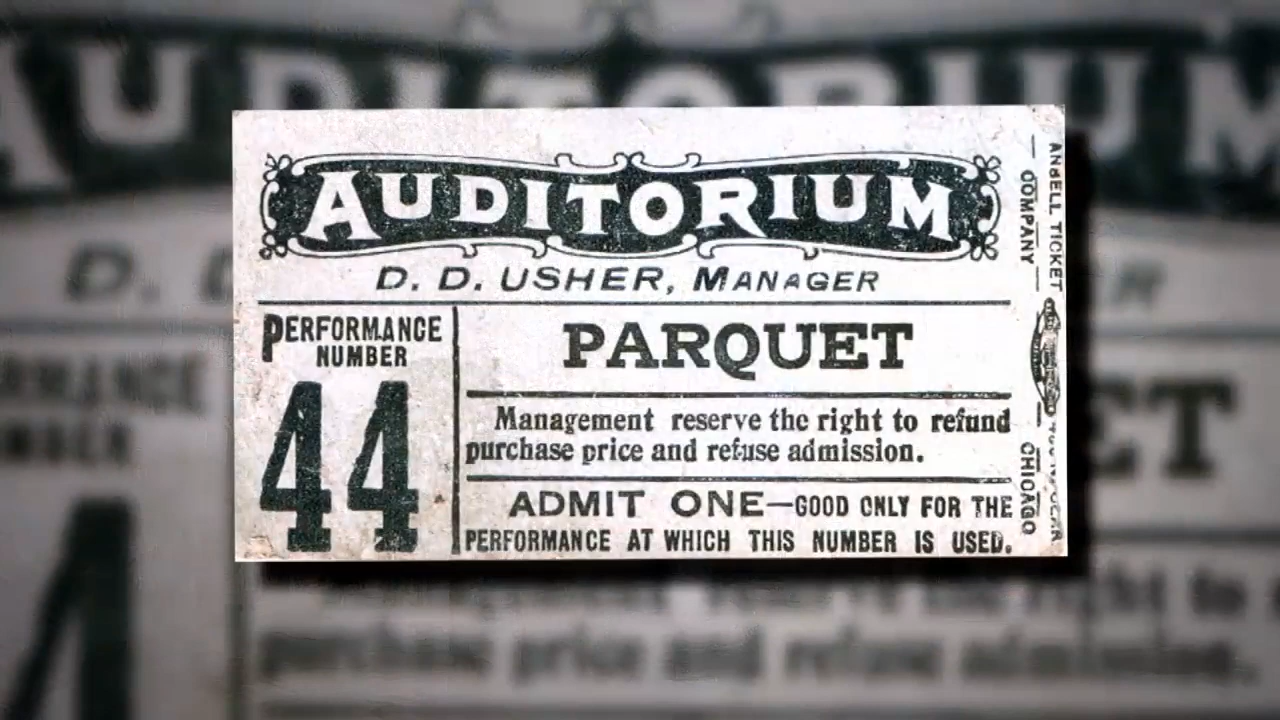 AUDITORIUM
D. D. USHER, MANAGER
PERFORMANCE
NUMBER
44
PARQUET
Management reserve the right to refund
purchase price and refuse admission.
ADMIT ONE—GOOD ONLY FOR THE
PERFORMANCE AT WHICH THIS NUMBER IS USED.
ANSELL TICKET
COMPANY
CHICAGO